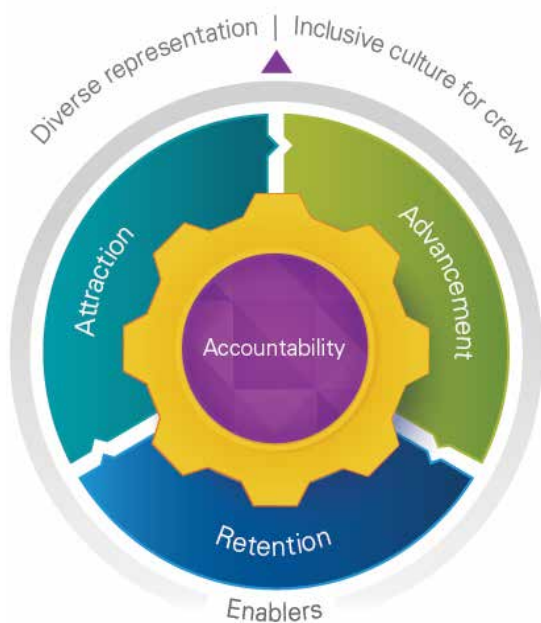 Diverse representation | Inclusive culture for crew
Attraction
Advancement
Accountability
Retention
Enablers